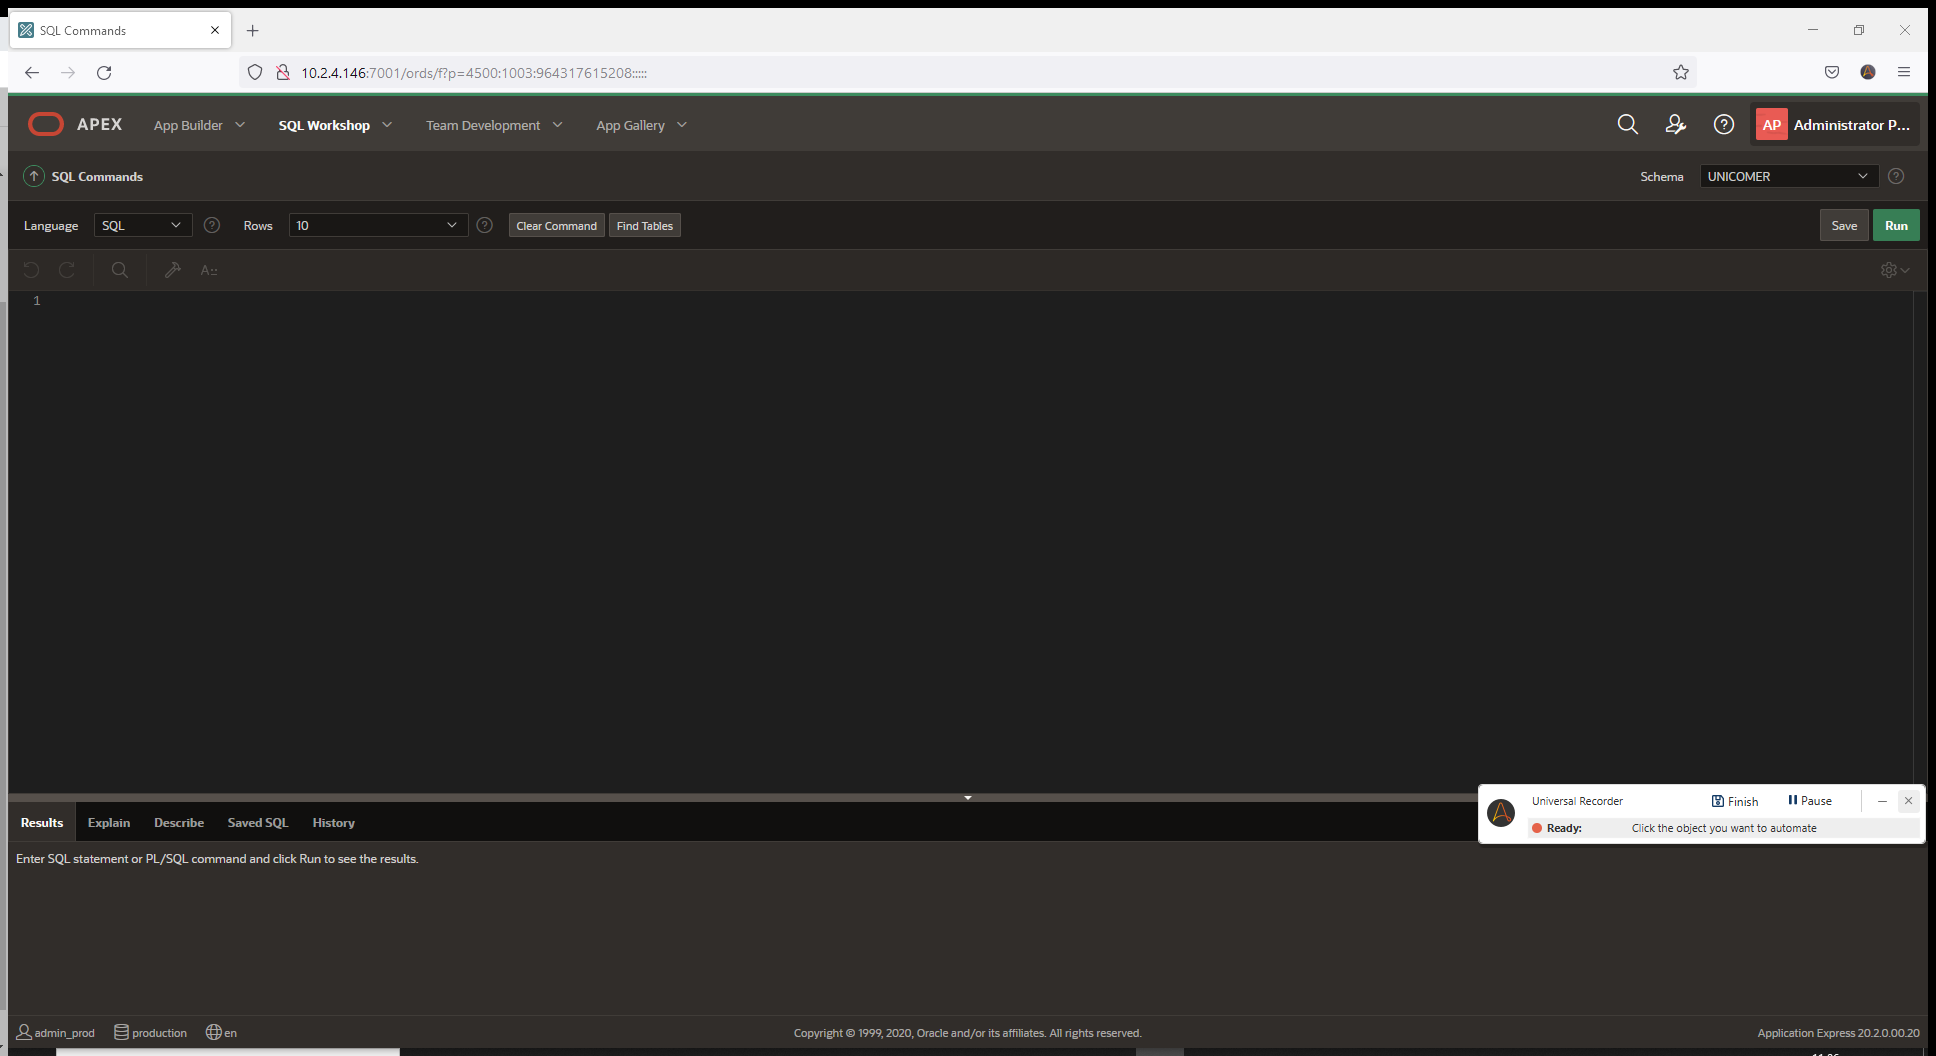 SQL Commands
10.2.4.146:7001/ords/f?p=4500:1003:964317615208:::::
APEX App Builder SQL Workshop Team Development App Gallery AP Administrator P...
SQL Commands Schema UNICOMER
Language SQL Rows 10 Clear Command Find Tables Save Run
1
Universal Recorder Finish Pause
Ready: Click the object you want to automate
Results Explain Describe Saved SQL History
Enter SQL statement or PL/SQL command and click Run to see the results.
admin_prod production en Copyright © 1999, 2020, Oracle and/or its affiliates. All rights reserved. Application Express 20.2.0.00.20